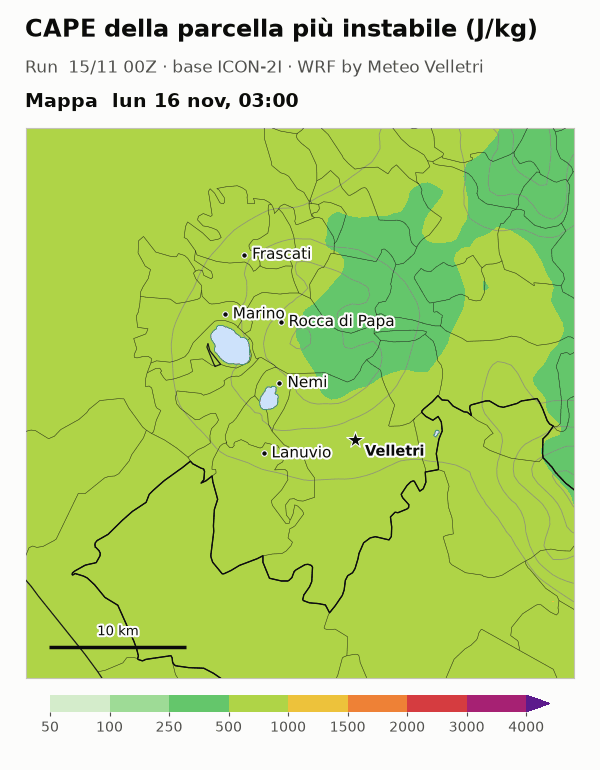 CAPE della parcella più instabile (J/kg)
Run  15/11 00Z · base ICON-2I · WRF by Meteo Velletri
Mappa  lun 16 nov, 03:00
Frascati
Marino
Rocca di Papa
Nemi
Velletri
Lanuvio
10 km
50 100 250 500 1000 1500 2000 3000 4000